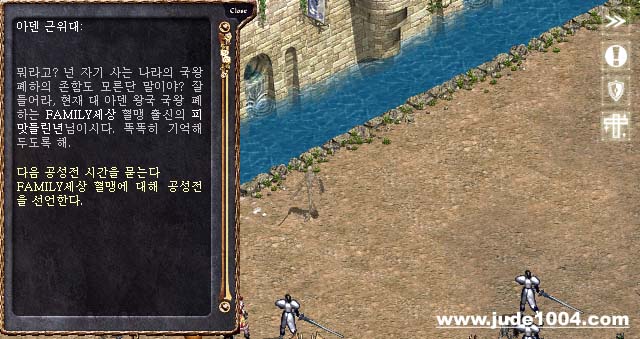 Close
아덴 근위대:
뭐라고? 넌 자기 사는 나라의 국왕
폐하의 존함도 모른단 말이야? 잘
들어라, 현재 대 아덴 왕국 국왕 폐
하는 FAMILY세상 혈맹 출신의 피
맛들린년님이시다. 똑똑히 기억해
두도록 해.
다음 공성전 시간을 묻는다
FAMILY세상 혈맹에 대해 공성전
을 선언한다.
www.jude1004.com